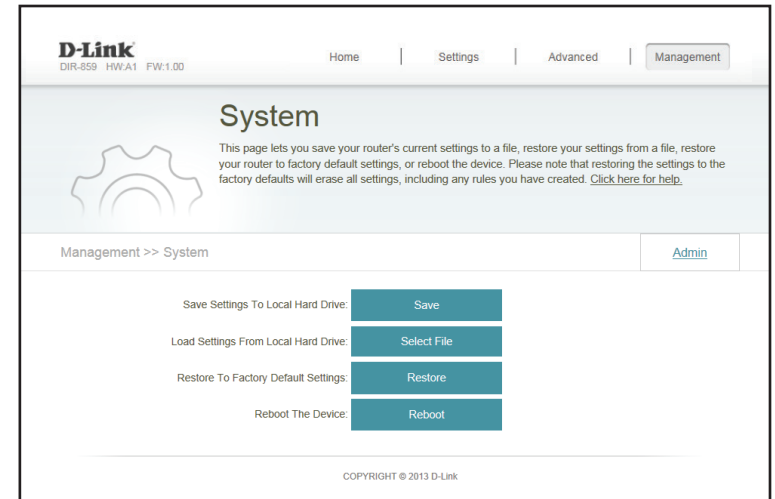 D-Link
DIR-859 HW:A1 FW:1.00
Home
Settings
Advanced
Management
System
This page lets you save your router's current settings to a file, restore your settings from a file, restore
your router to factory default settings, or reboot the device. Please note that restoring the settings to the
factory defaults will erase all settings, including any rules you have created. Click here for help.
Management >> System
Admin
Save Settings To Local Hard Drive: Save
Load Settings From Local Hard Drive: Select File
Restore To Factory Default Settings: Restore
Reboot The Device: Reboot
COPYRIGHT © 2013 D-Link